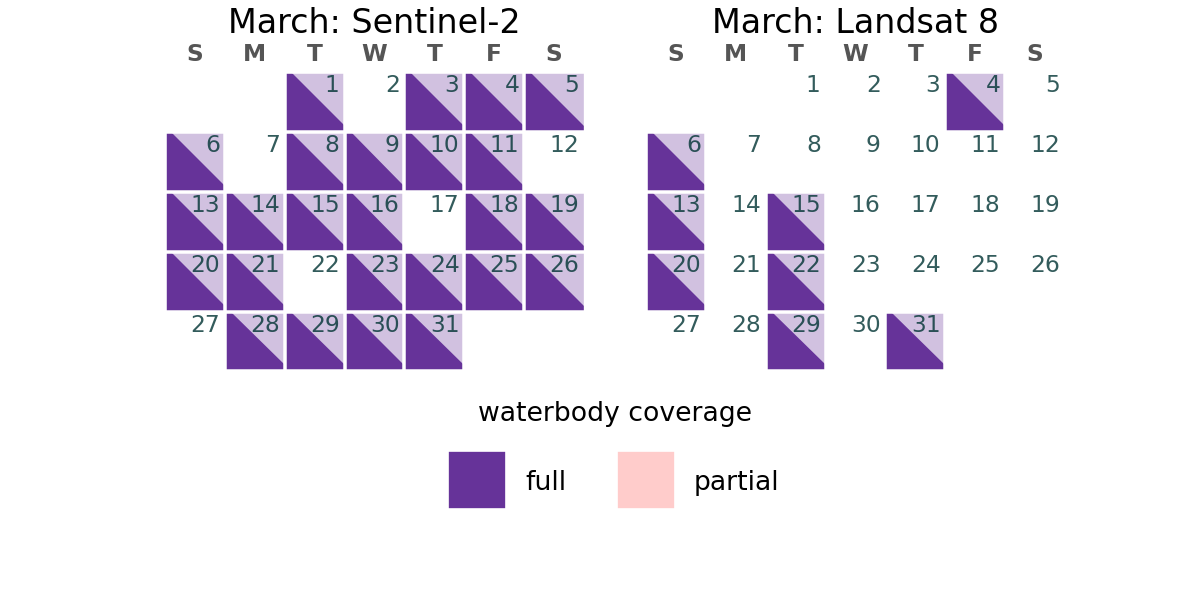 March: Sentinel-2
S M T W T F S
1 2 3 4 5
6 7 8 9 10 11 12
13 14 15 16 17 18 19
20 21 22 23 24 25 26
27 28 29 30 31
March: Landsat 8
S M T W T F S
1 2 3 4 5
6 7 8 9 10 11 12
13 14 15 16 17 18 19
20 21 22 23 24 25 26
27 28 29 30 31
waterbody coverage
full partial